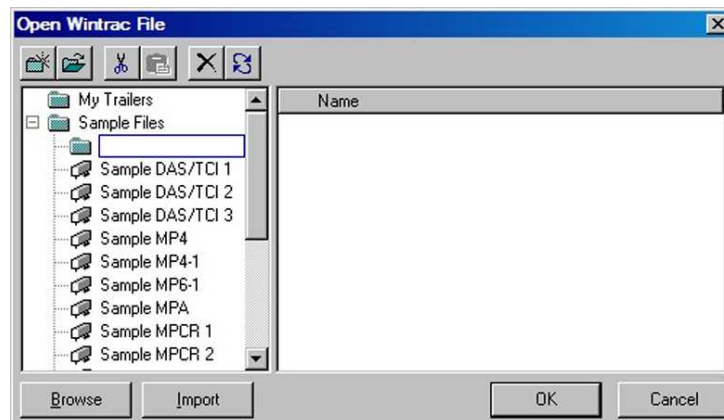 Open Wintrac File
My Trailers
Name
Sample Files
Sample DAS/TCI 1
Sample DAS/TCI 2
Sample DAS/TCI 3
Sample MP4
Sample MP4-1
Sample MP6-1
Sample MPA
Sample MPCR 1
Sample MPCR 2
Browse
Import
OK
Cancel